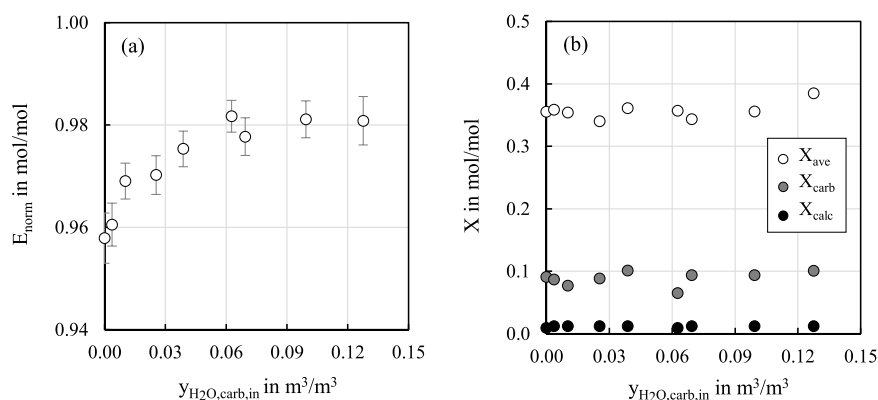 (a)
1.00
0.98
0.96
0.94
E_norm in mol/mol
0.00 0.03 0.06 0.09 0.12 0.15
y_H2O,carb,in in m³/m³
(b)
0.5
0.4
0.3
0.2
0.1
0.0
X in mol/mol
X_ave
X_carb
X_calc
0.00 0.03 0.06 0.09 0.12 0.15
y_H2O,carb,in in m³/m³